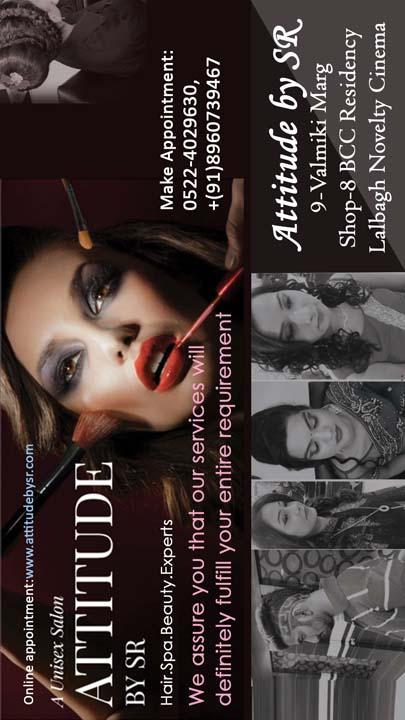 Online appointment:www.attitudebysr.com
A Unisex Salon
ATTITUDE
BY SR
Hair.Spa.Beauty.Experts
We assure you that our services will
definitely fulfill your entire requirement
Make Appointment:
0522-4029630,
+(91)8960739467
Attitude by SR
9-Valmiki Marg
Shop-8 BCC Residency
Lalbagh Novelty Cinema